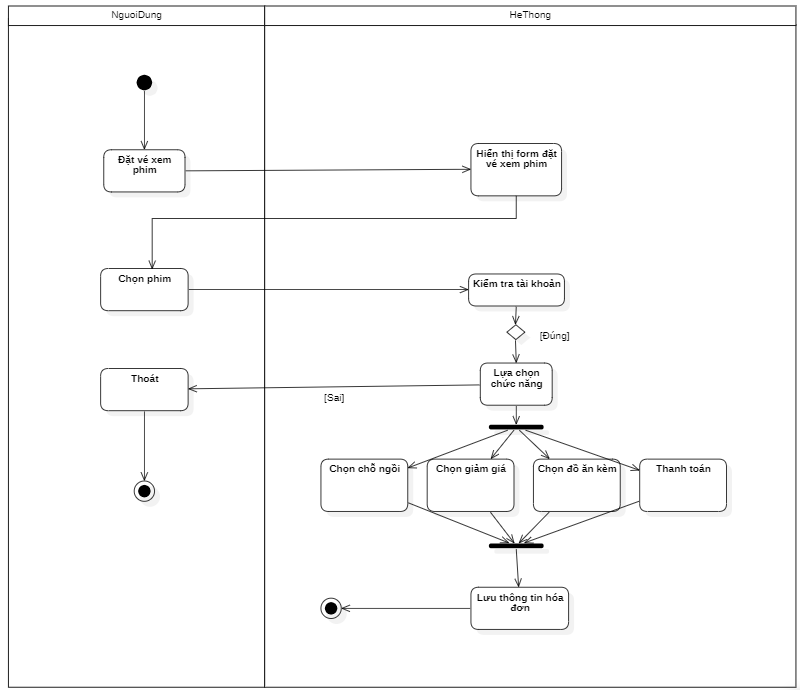 NguoiDung
HeThong
Đặt vé xem
phim
Hiển thị form đặt
vé xem phim
Chọn phim
Kiểm tra tài khoản
[Đúng]
Thoát
Lựa chọn
chức năng
[Sai]
Chọn chỗ ngồi
Chọn giảm giá
Chọn đồ ăn kèm
Thanh toán
Lưu thông tin hóa
đơn